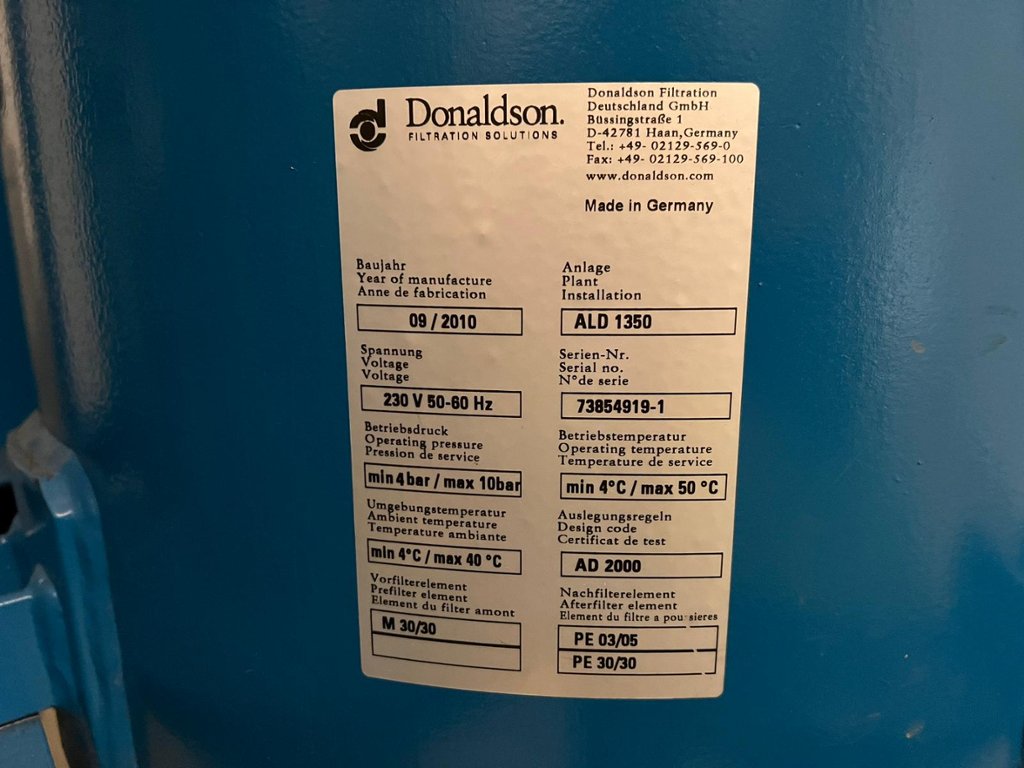 Donaldson.
FILTRATION SOLUTIONS
Donaldson Filtration
Deutschland GmbH
Büssingstraße 1
D-42781 Haan,Germany
Tel.: +49- 02129-569-0
Fax: +49- 02129-569-100
www.donaldson.com
Made in Germany
Baujahr
Year of manufacture
Anne de fabrication
09 / 2010
Anlage
Plant
Installation
ALD 1350
Spannung
Voltage
Voltage
230 V 50-60 Hz
Serien-Nr.
Serial no.
N°de serie
73854919-1
Betriebsdruck
Operating pressure
Pression de service
min 4 bar / max 10bar
Betriebstemperatur
Operating temperature
Temperature de service
min 4°C / max 50 °C
Umgebungstemperatur
Ambient temperature
Temperature ambiante
min 4°C / max 40 °C
Auslegungsregeln
Design code
Certificat de test
AD 2000
Vorfilterelement
Prefilter element
Element du filter amont
M 30/30
Nachfilterelement
Afterfilter element
Element du filtre a pou sieres
PE 03/05
PE 30/30